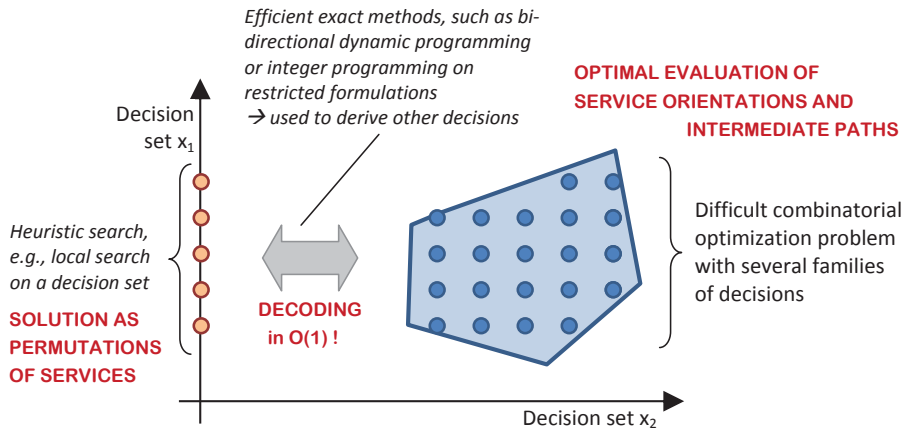 Efficient exact methods, such as bi-
directional dynamic programming
or integer programming on
restricted formulations
→ used to derive other decisions
OPTIMAL EVALUATION OF
SERVICE ORIENTATIONS AND
INTERMEDIATE PATHS
Decision
set x₁
Heuristic search,
e.g., local search
on a decision set
SOLUTION AS
PERMUTATIONS
OF SERVICES
DECODING
in O(1) !
Difficult combinatorial
optimization problem
with several families
of decisions
Decision set x₂